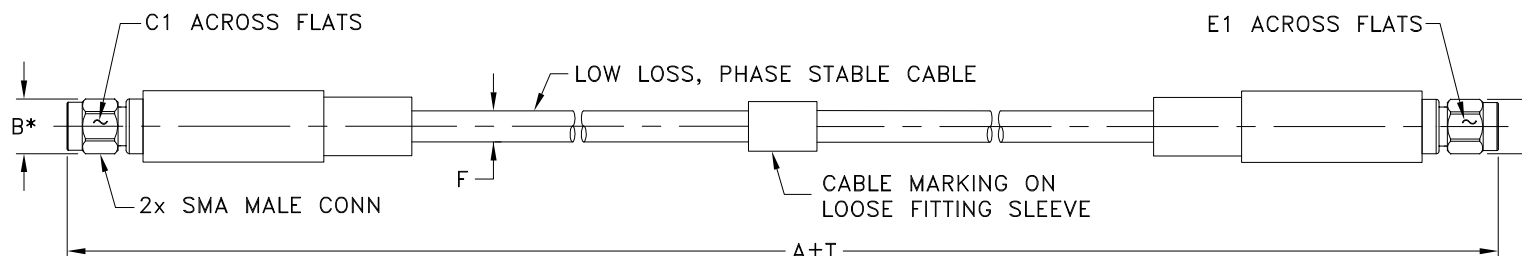 C1 ACROSS FLATS
E1 ACROSS FLATS
LOW LOSS, PHASE STABLE CABLE
B*
F
CABLE MARKING ON
LOOSE FITTING SLEEVE
2x SMA MALE CONN
A+T